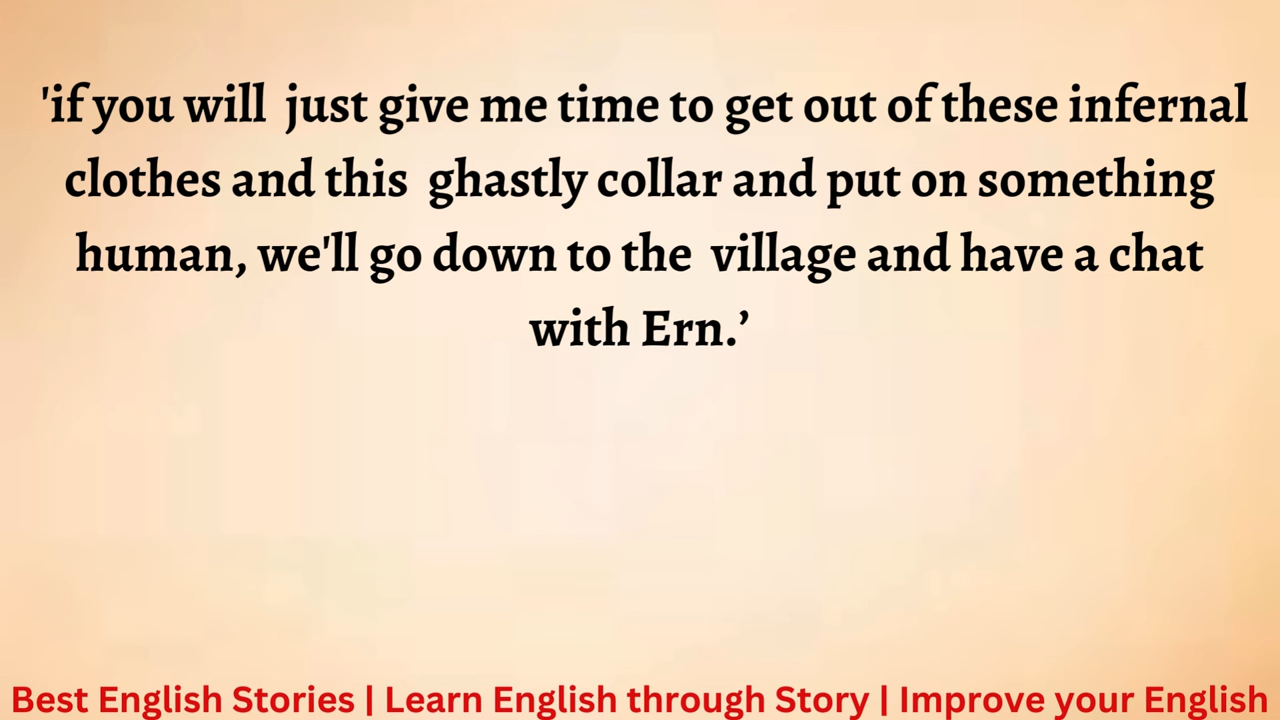 'if you will  just give me time to get out of these infernal
clothes and this  ghastly collar and put on something
human, we'll go down to the  village and have a chat
with Ern.’
Best English Stories | Learn English through Story | Improve your English